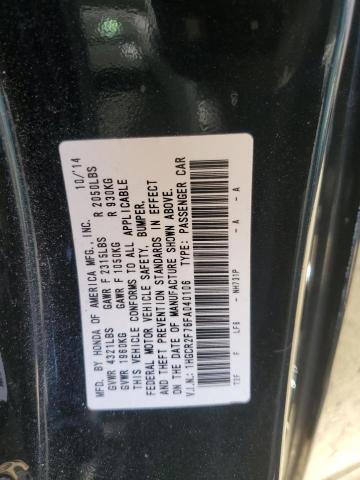 MFD. BY HONDA OF AMERICA MFG., INC. 10/14
GVWR 4321LBS GAWR F 2315LBS R 2050LBS
GVWR 1960KG GAWR F 1050KG R 930KG
THIS VEHICLE CONFORMS TO ALL APPLICABLE
FEDERAL MOTOR VEHICLE SAFETY, BUMPER,
AND THEFT PREVENTION STANDARDS IN EFFECT
ON THE DATE OF MANUFACTURE SHOWN ABOVE.
V.I.N.: 1HGCR2F76FA040106 TYPE: PASSENGER CAR
T2F F LF8 - NH731P - A - A